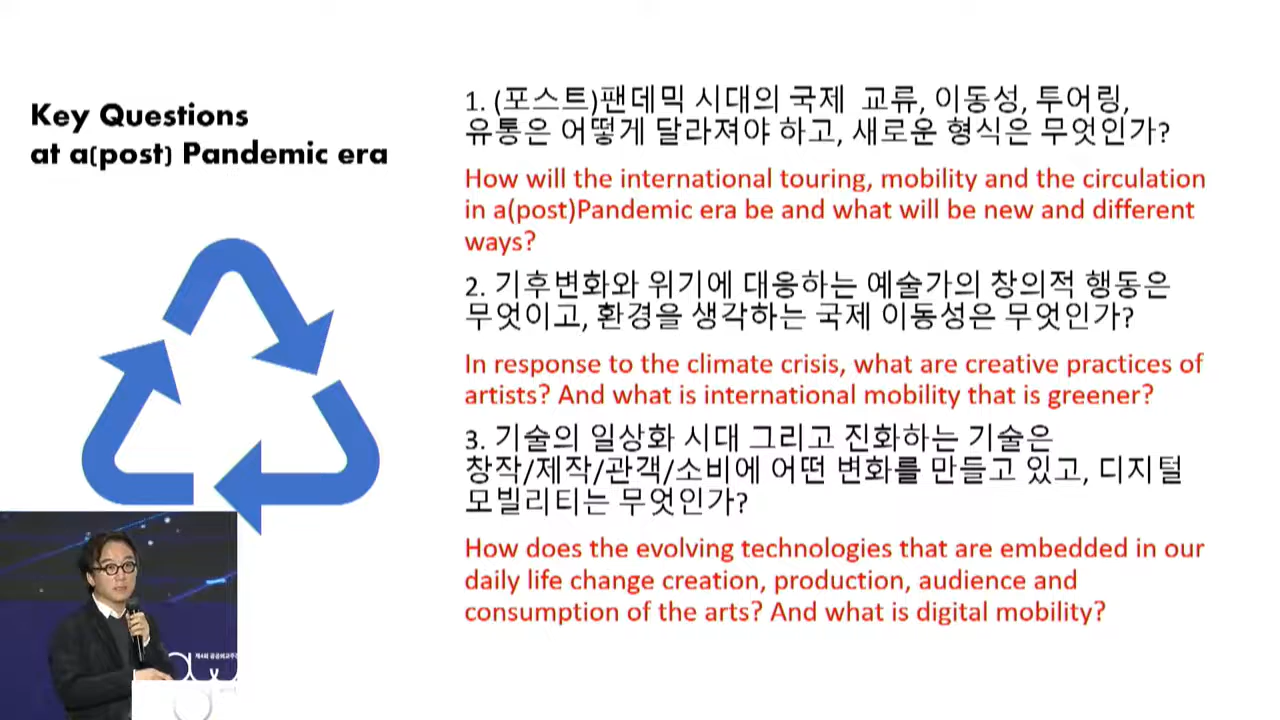 Key Questions
at a(post) Pandemic era
1. (포스트)팬데믹 시대의 국제 교류, 이동성, 투어링,
유통은 어떻게 달라져야 하고, 새로운 형식은 무엇인가?
How will the international touring, mobility and the circulation
in a(post)Pandemic era be and what will be new and different
ways?
2. 기후변화와 위기에 대응하는 예술가의 창의적 행동은
무엇이고, 환경을 생각하는 국제 이동성은 무엇인가?
In response to the climate crisis, what are creative practices of
artists? And what is international mobility that is greener?
3. 기술의 일상화 시대 그리고 진화하는 기술은
창작/제작/관객/소비에 어떤 변화를 만들고 있고, 디지털
모빌리티는 무엇인가?
How does the evolving technologies that are embedded in our
daily life change creation, production, audience and
consumption of the arts? And what is digital mobility?
제4회 공공외교주간